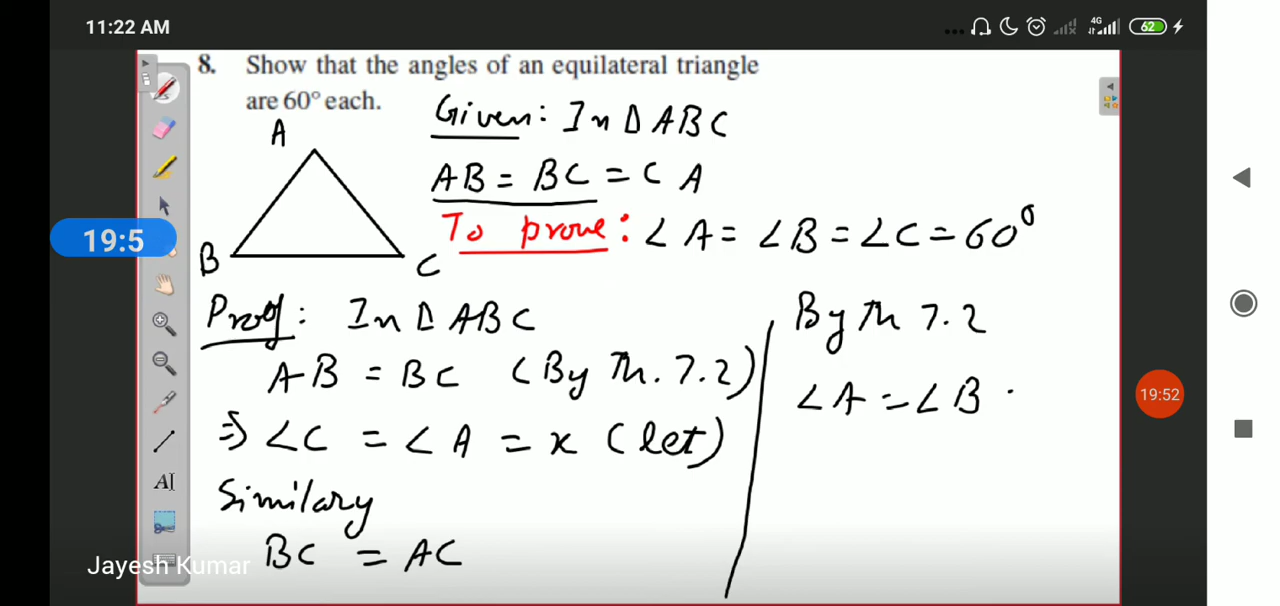 11:22 AM
4G
62
8. Show that the angles of an equilateral triangle
are 60° each.
Given: In Δ ABC
A
AB = BC = C A
To prove: ∠A = ∠B = ∠C = 60°
19:5
B
C
Proof: In Δ ABC
AB = BC (By Th. 7.2)
⇒ ∠C = ∠A = x (let)
Similary
BC = AC
By Th 7.2
∠A = ∠B
19:52
AI
Jayesh Kumar